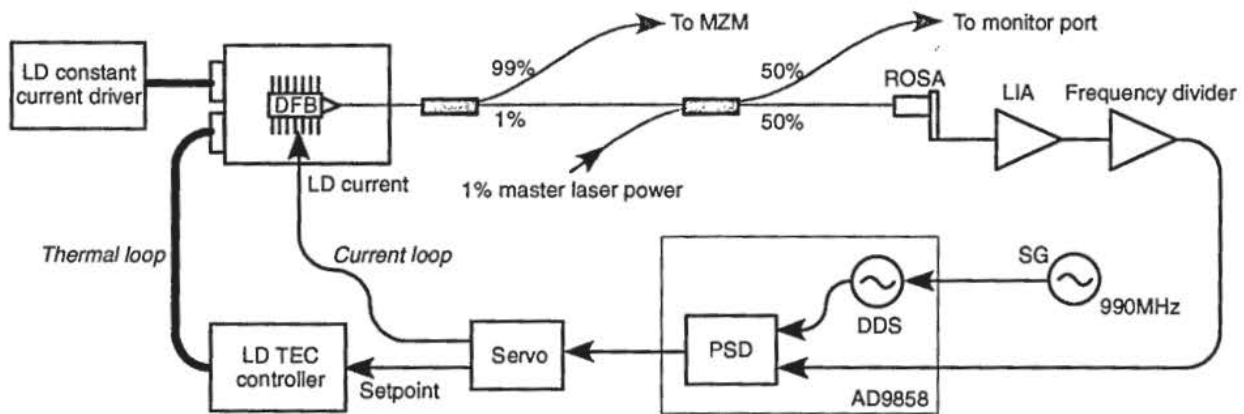 To MZM
To monitor port
LD constant
current driver
DFB
99%
1%
50%
50%
ROSA
LIA
Frequency divider
LD current
1% master laser power
Thermal loop
Current loop
SG
990MHz
DDS
PSD
AD9858
Servo
LD TEC
controller
Setpoint